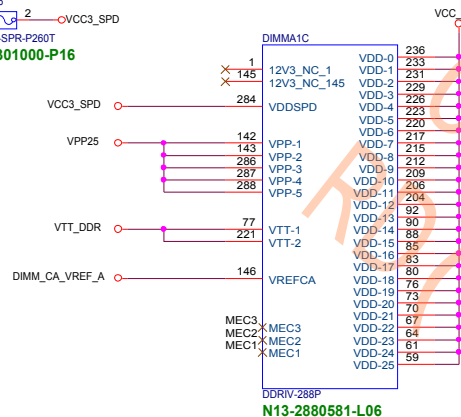 2
VCC3_SPD
-SPR-P260T
301000-P16
VCC_
DIMMA1C
1 12V3_NC_1
145 12V3_NC_145
VCC3_SPD 284 VDDSPD
VPP25 142 VPP-1
143 VPP-2
286 VPP-3
287 VPP-4
288 VPP-5
VTT_DDR 77 VTT-1
221 VTT-2
DIMM_CA_VREF_A 146 VREFCA
MEC3 MEC3
MEC2 MEC2
MEC1 MEC1
VDD-0 236
VDD-1 233
VDD-2 231
VDD-3 229
VDD-4 226
VDD-5 223
VDD-6 220
VDD-7 217
VDD-8 215
VDD-9 212
VDD-10 209
VDD-11 206
VDD-12 204
VDD-13 92
VDD-14 90
VDD-15 88
VDD-16 85
VDD-17 83
VDD-18 80
VDD-19 76
VDD-20 73
VDD-21 70
VDD-22 67
VDD-23 64
VDD-24 61
VDD-25 59
DDRIV-288P
N13-2880581-L06